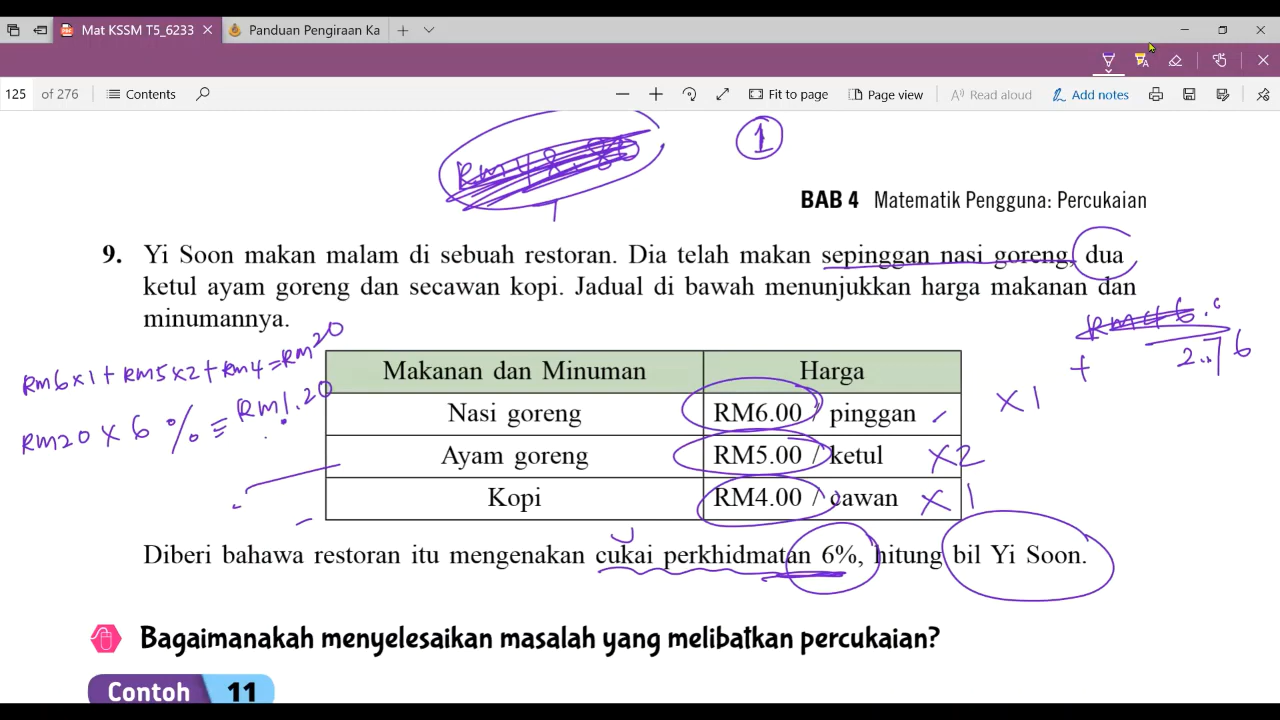 Mat KSSM T5_6233
Panduan Pengiraan Ka
125 of 276
Contents
Fit to page
Page view
Read aloud
Add notes
RM48.80
1
BAB 4 Matematik Pengguna: Percukaian
9. Yi Soon makan malam di sebuah restoran. Dia telah makan sepinggan nasi goreng, dua
ketul ayam goreng dan secawan kopi. Jadual di bawah menunjukkan harga makanan dan
minumannya.
+ 2.76
RM6x1 + RM5x2 + RM4 = RM20
RM20 x 6 % = RM1.20
Makanan dan Minuman Harga
Nasi goreng RM6.00 / pinggan x1
Ayam goreng RM5.00 / ketul x2
Kopi RM4.00 / cawan x1
Diberi bahawa restoran itu mengenakan cukai perkhidmatan 6%, hitung bil Yi Soon.
Bagaimanakah menyelesaikan masalah yang melibatkan percukaian?
Contoh 11